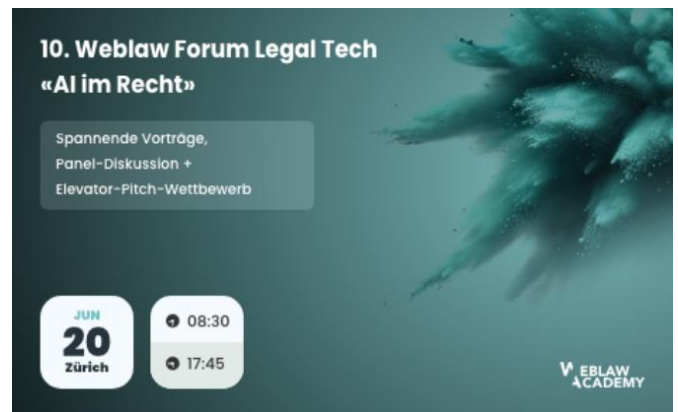 10. Weblaw Forum Legal Tech
«AI im Recht»
Spannende Vorträge,
Panel-Diskussion +
Elevator-Pitch-Wettbewerb
JUN
20
Zürich
08:30
17:45
WEBLAW
ACADEMY